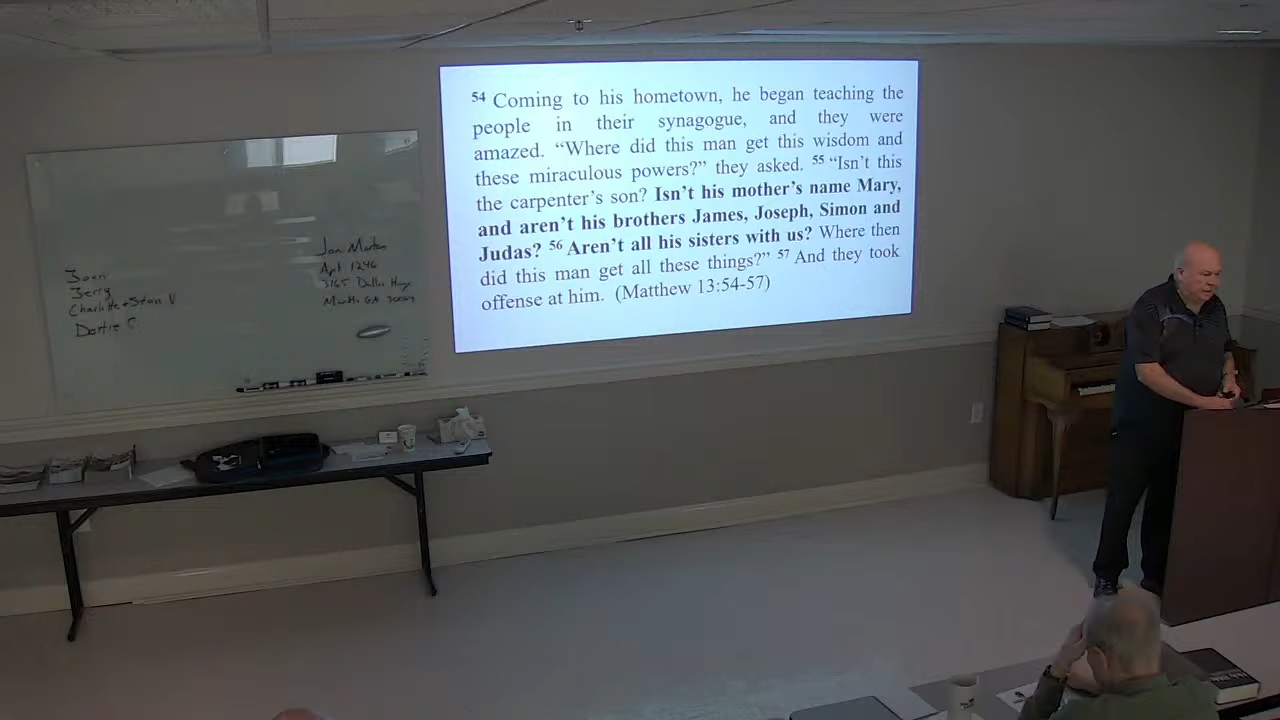 54 Coming to his hometown, he began teaching the
people in their synagogue, and they were
amazed. “Where did this man get this wisdom and
these miraculous powers?” they asked. 55 “Isn’t this
the carpenter’s son? Isn’t his mother’s name Mary,
and aren’t his brothers James, Joseph, Simon and
Judas? 56 Aren’t all his sisters with us? Where then
did this man get all these things?” 57 And they took
offense at him. (Matthew 13:54-57)
Jerry
Charlotte + Stan V
Dottie C
Apt 1246
3165